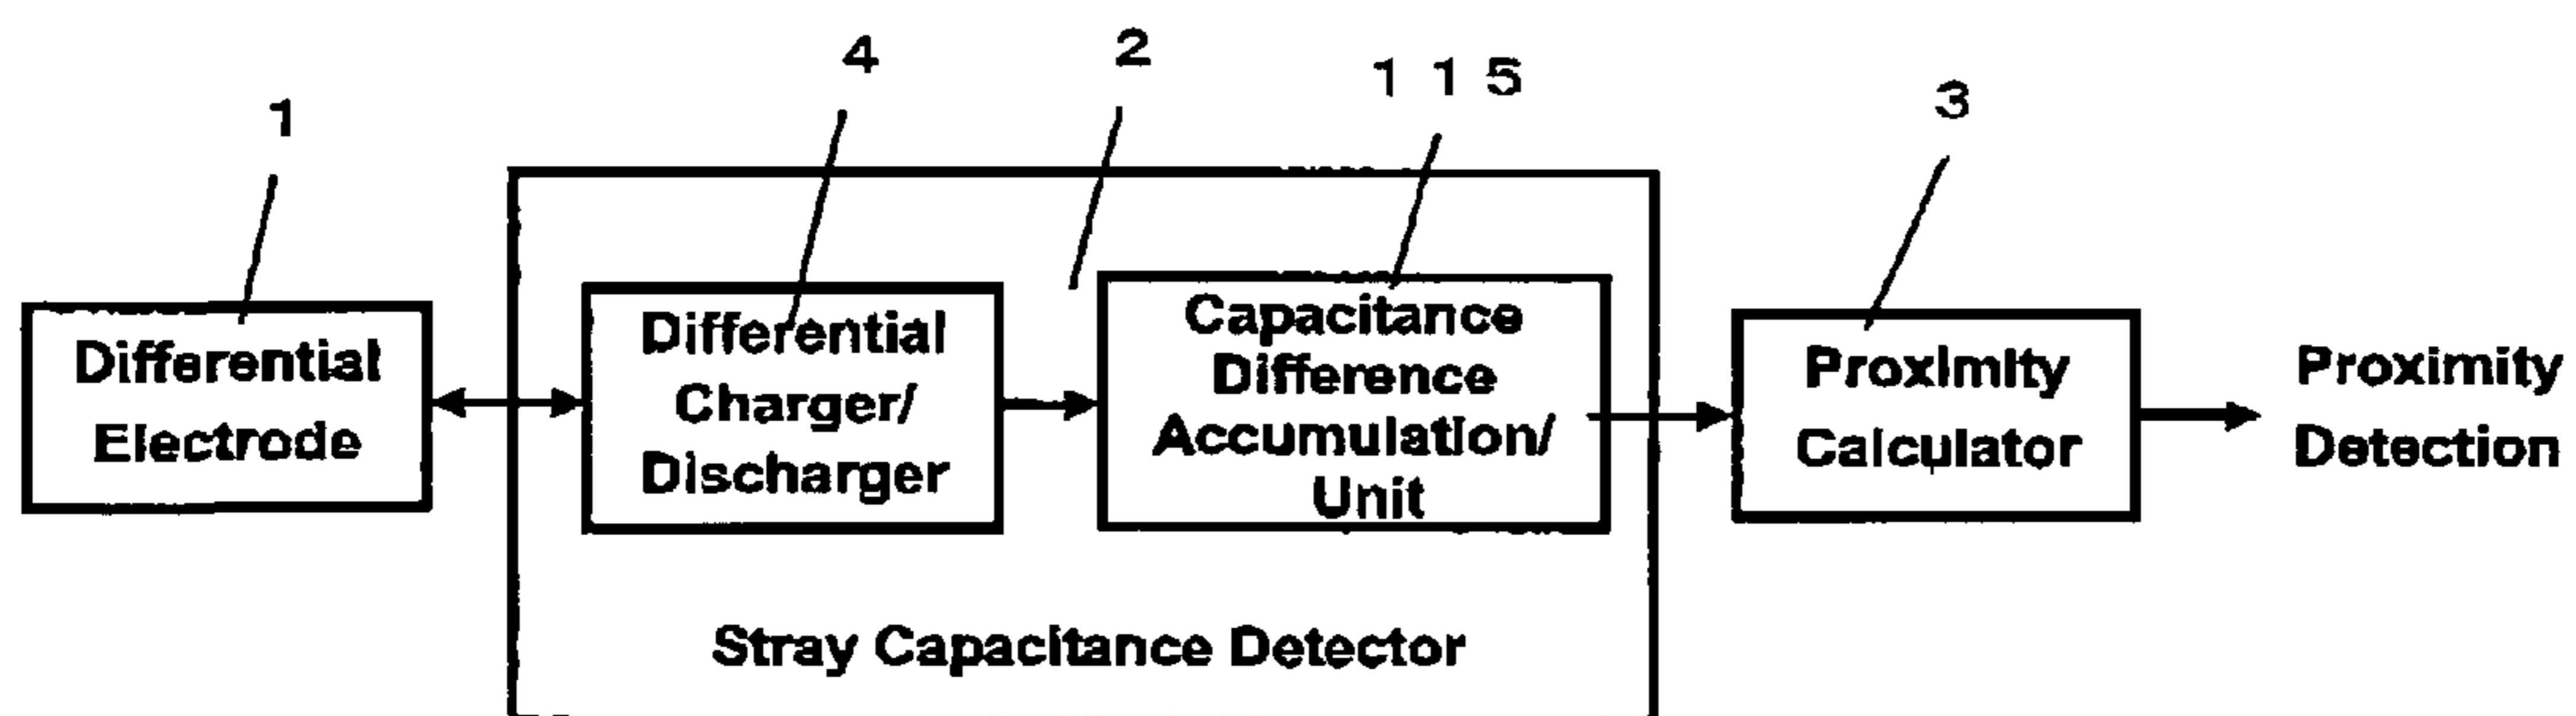 1
4
2
1 1 5
3
Differential
Electrode
Differential
Charger/
Discharger
Capacitance
Difference
Accumulation/
Unit
Proximity
Calculator
Proximity
Detection
Stray Capacitance Detector